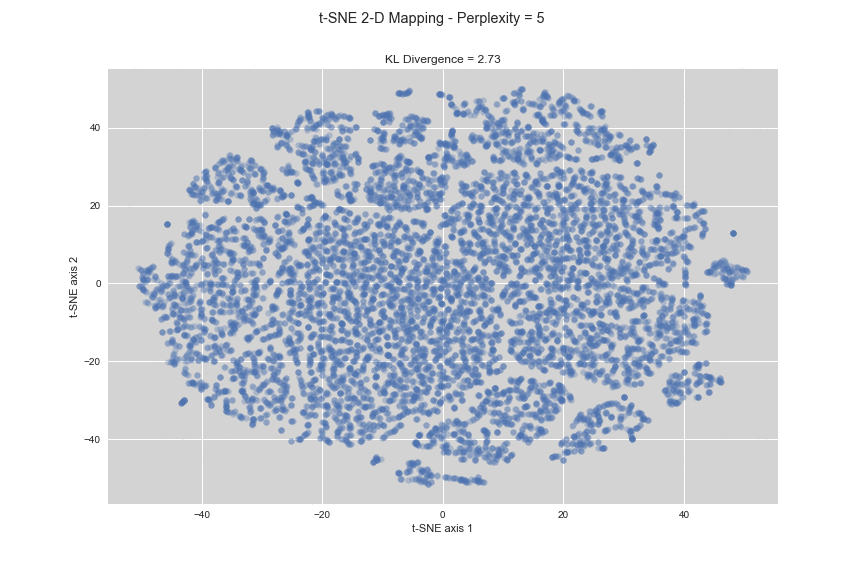 t-SNE 2-D Mapping - Perplexity = 5
KL Divergence = 2.73
40
20
0
−20
−40
t-SNE axis 2
−40
−20
0
20
40
t-SNE axis 1